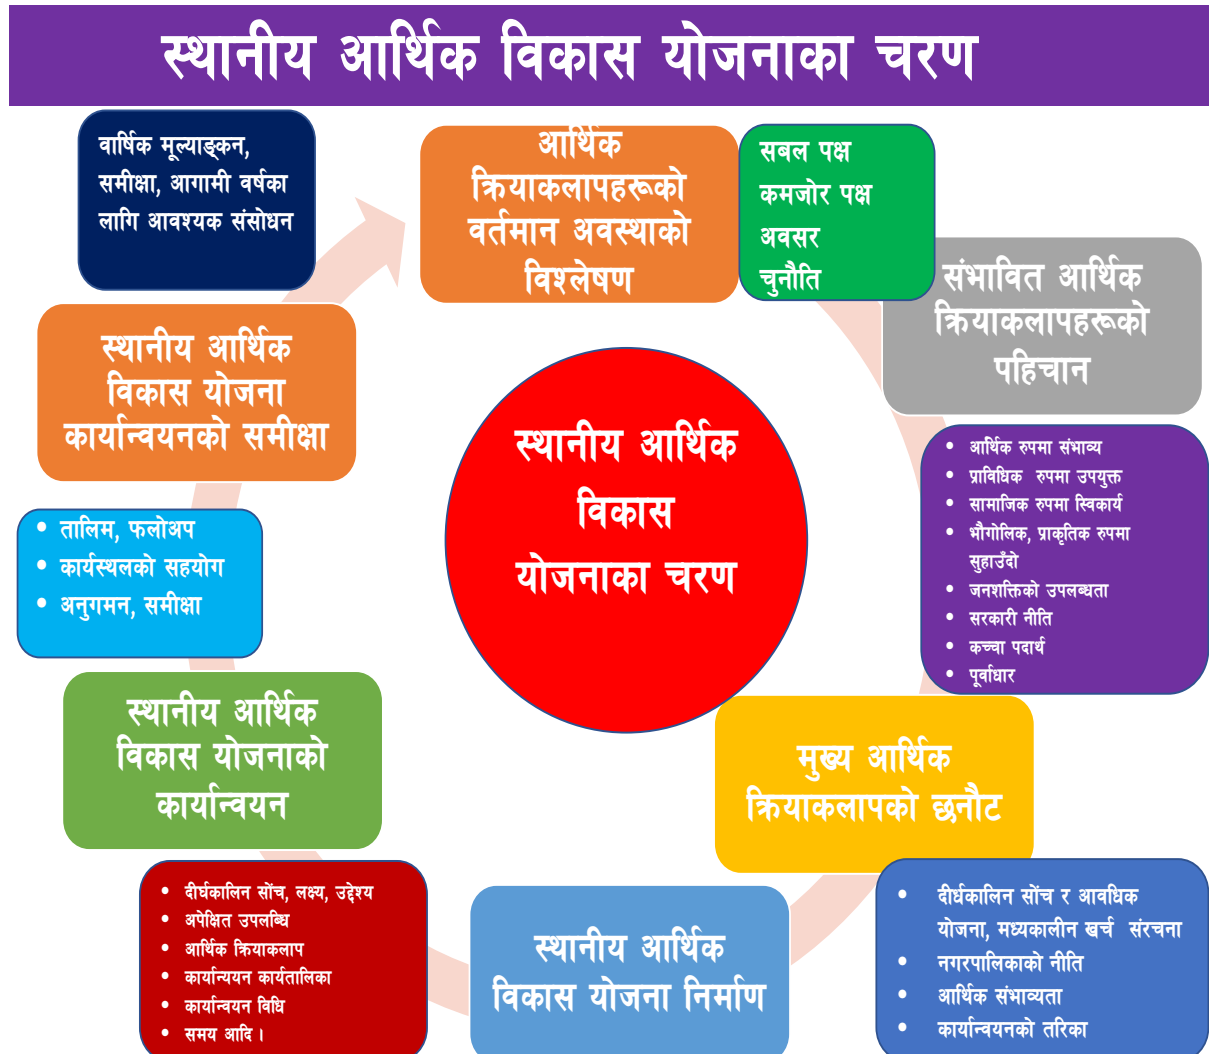 स्थानीय आर्थिक विकास योजनाका चरण
आर्थिक
क्रियाकलापहरूको
वर्तमान अवस्थाको
विश्लेषण
सबल पक्ष
कमजोर पक्ष
अवसर
चुनौति
संभावित आर्थिक
क्रियाकलापहरूको
पहिचान
• आर्थिक रुपमा संभाव्य
• प्राविधिक रुपमा उपयुक्त
• सामाजिक रुपमा स्विकार्य
• भौगोलिक, प्राकृतिक रुपमा
सुहाउँदो
• जनशक्तिको उपलब्धता
• सरकारी नीति
• कच्चा पदार्थ
• पूर्वाधार
मुख्य आर्थिक
क्रियाकलापको छनौट
• दीर्धकालिन सोंच र आवधिक
योजना, मध्यकालीन खर्च संरचना
• नगरपालिकाको नीति
• आर्थिक संभाव्यता
• कार्यान्वयनको तरिका
स्थानीय आर्थिक
विकास योजना निर्माण
• दीर्घकालिन सोंच, लक्ष्य, उद्देश्य
• अपेक्षित उपलब्धि
• आर्थिक क्रियाकलाप
• कार्यान्ययन कार्यतालिका
• कार्यान्वयन विधि
• समय आदि ।
स्थानीय आर्थिक
विकास योजनाको
कार्यान्वयन
• तालिम, फलोअप
• कार्यस्थलको सहयोग
• अनुगमन, समीक्षा
स्थानीय आर्थिक
विकास योजना
कार्यान्वयनको समीक्षा
वार्षिक मूल्याङ्कन,
समीक्षा, आगामी वर्षका
लागि आवश्यक संसोधन
स्थानीय आर्थिक
विकास
योजनाका चरण